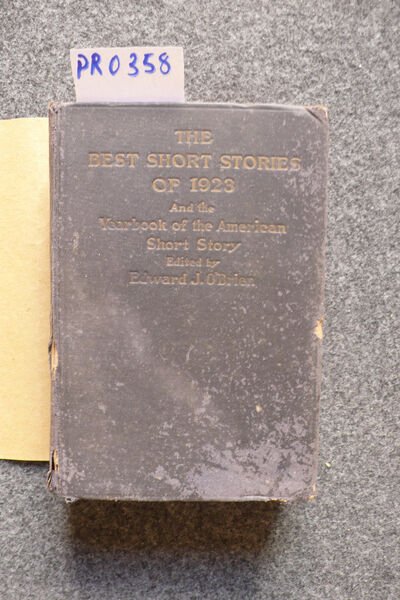 PR0358
THE
BEST SHORT STORIES
OF 1923
And the
Yearbook of the American
Short Story
Edited by
Edward J. O'Brien